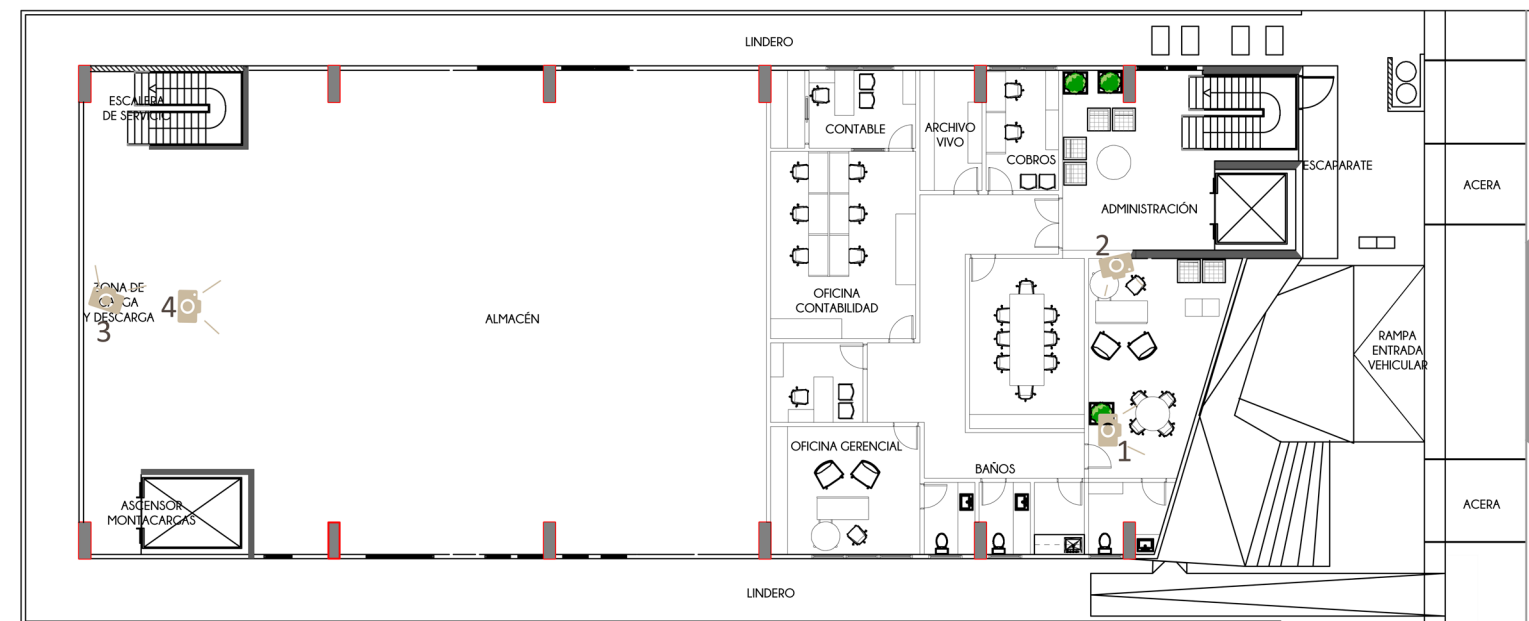 LINDERO
ESCALERA
DE SERVICIO
CONTABLE
ARCHIVO
VIVO
COBROS
ESCAPARATE
ACERA
ADMINISTRACIÓN
2
ZONA DE
CARGA
Y DESCARGA
3
4
ALMACÉN
OFICINA
CONTABILIDAD
RAMPA
ENTRADA
VEHICULAR
1
OFICINA GERENCIAL
BAÑOS
ASCENSOR
MONTACARGAS
ACERA
LINDERO